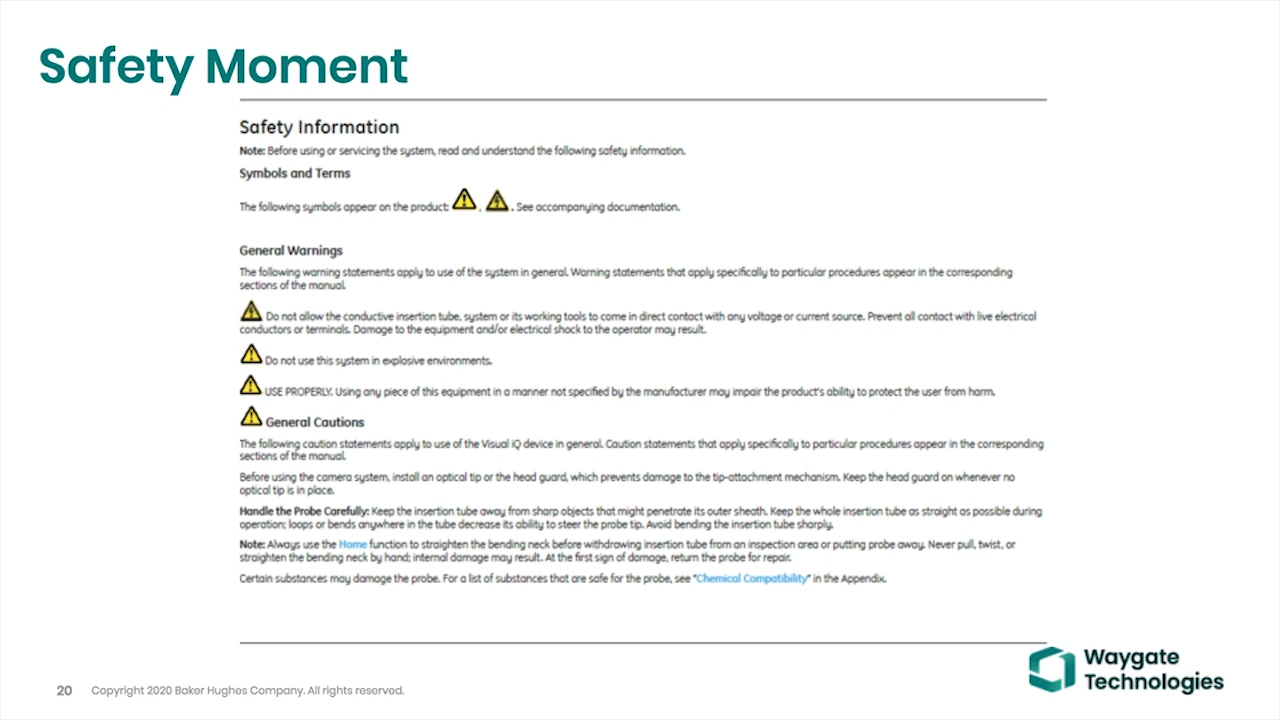 Safety Moment
Safety Information
Note: Before using or servicing the system, read and understand the following safety information.
Symbols and Terms
The following symbols appear on the product: , . See accompanying documentation.
General Warnings
The following warning statements apply to use of the system in general. Warning statements that apply specifically to particular procedures appear in the corresponding
sections of the manual.
Do not allow the conductive insertion tube, system or its working tools to come in direct contact with any voltage or current source. Prevent all contact with live electrical
conductors or terminals. Damage to the equipment and/or electrical shock to the operator may result.
Do not use this system in explosive environments.
USE PROPERLY. Using any piece of this equipment in a manner not specified by the manufacturer may impair the product's ability to protect the user from harm.
General Cautions
The following caution statements apply to use of the Visual iQ device in general. Caution statements that apply specifically to particular procedures appear in the corresponding
sections of the manual.
Before using the camera system, install an optical tip or the head guard, which prevents damage to the tip-attachment mechanism. Keep the head guard on whenever no
optical tip is in place.
Handle the Probe Carefully: Keep the insertion tube away from sharp objects that might penetrate its outer sheath. Keep the whole insertion tube as straight as possible during
operation; loops or bends anywhere in the tube decrease its ability to steer the probe tip. Avoid bending the insertion tube sharply.
Note: Always use the Home function to straighten the bending neck before withdrawing insertion tube from an inspection area or putting probe away. Never pull, twist, or
straighten the bending neck by hand; internal damage may result. At the first sign of damage, return the probe for repair.
Certain substances may damage the probe. For a list of substances that are safe for the probe, see "Chemical Compatibility" in the Appendix.
Waygate
Technologies
20 Copyright 2020 Baker Hughes Company. All rights reserved.